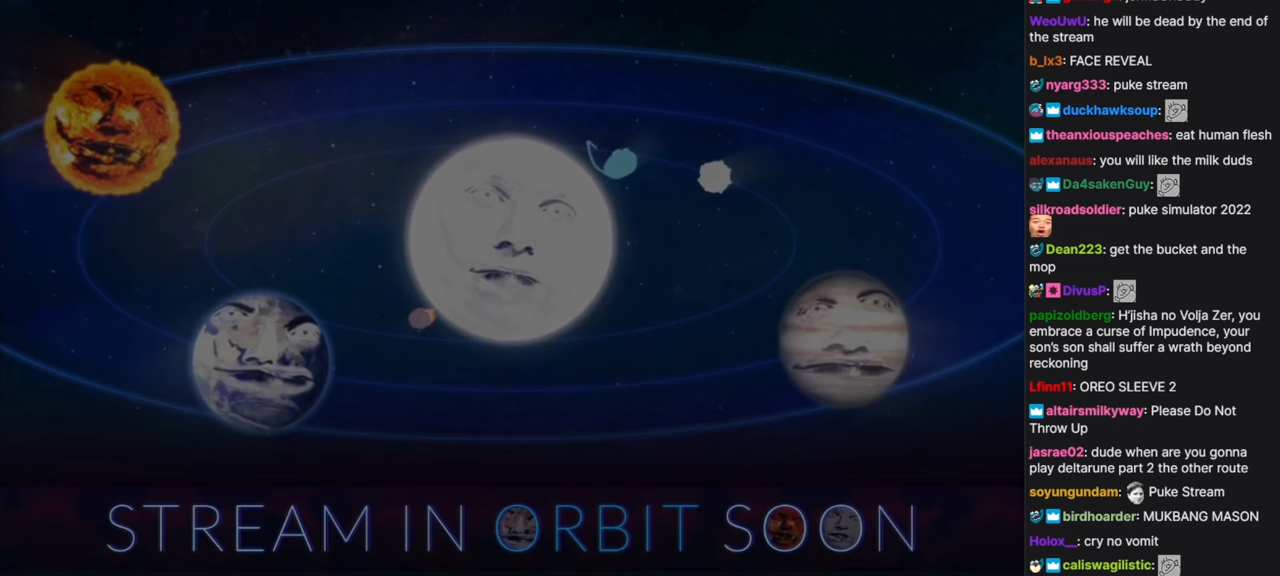 STREAM IN ORBIT SOON
WeoUwU: he will be dead by the end of
the stream
b_lx3: FACE REVEAL
nyarg333: puke stream
duckhawksoup:
theanxiouspeaches: eat human flesh
alexanaus: you will like the milk duds
Da4sakenGuy:
silkroadsoldier: puke simulator 2022
Dean223: get the bucket and the
mop
DivusP:
papizoidberg: H'jisha no Volja Zer, you
embrace a curse of Impudence, your
son's son shall suffer a wrath beyond
reckoning
Lfinn11: OREO SLEEVE 2
altairsmilkyway: Please Do Not
Throw Up
jasrae02: dude when are you gonna
play deltarune part 2 the other route
soyungundam: Puke Stream
birdhoarder: MUKBANG MASON
Holox__: cry no vomit
caliswagilistic: